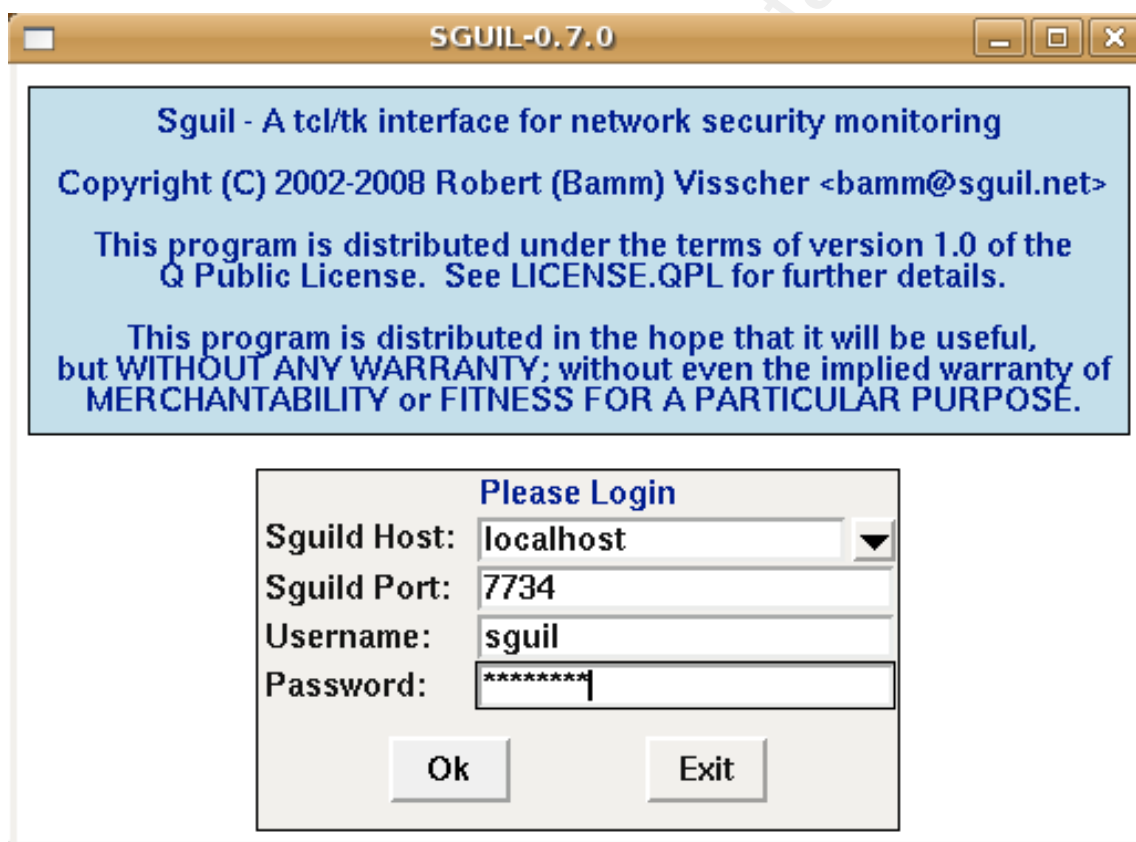 SGUIL-0.7.0
Sguil - A tcl/tk interface for network security monitoring
Copyright (C) 2002-2008 Robert (Bamm) Visscher <bamm@sguil.net>
This program is distributed under the terms of version 1.0 of the
Q Public License.  See LICENSE.QPL for further details.
This program is distributed in the hope that it will be useful,
but WITHOUT ANY WARRANTY; without even the implied warranty of
MERCHANTABILITY or FITNESS FOR A PARTICULAR PURPOSE.
Please Login
Sguild Host: localhost
Sguild Port: 7734
Username: sguil
Password: ********
Ok Exit